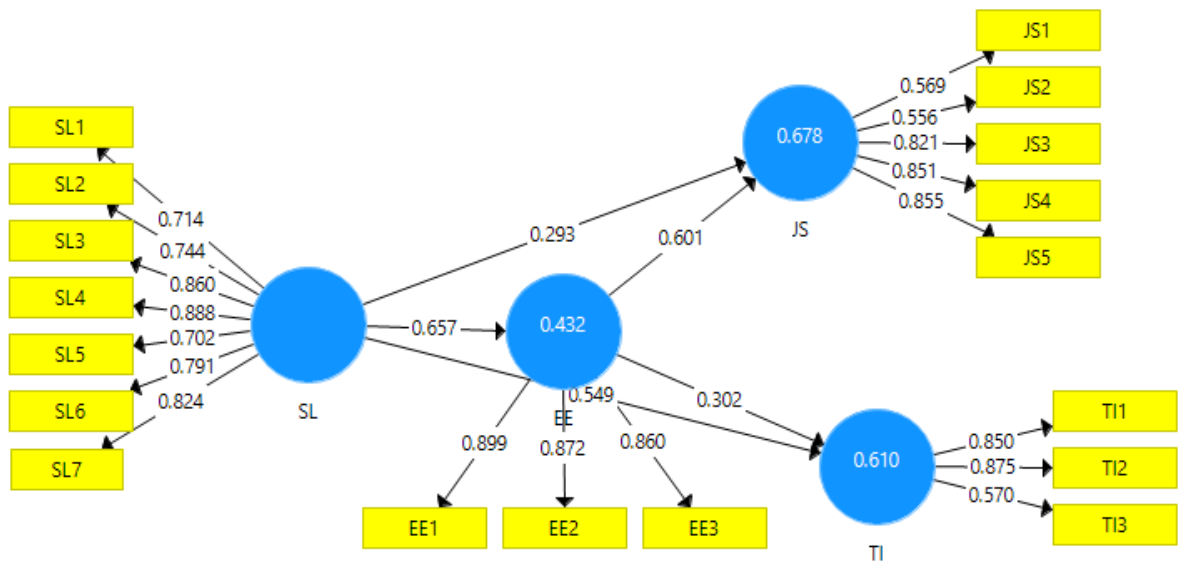 SL1
SL2
SL3
SL4
SL5
SL6
SL7
0.714
0.744
0.860
0.888
0.702
0.791
0.824
SL
0.293
0.657
0.549
0.432
EE
0.601
0.302
0.899
0.872
0.860
EE1
EE2
EE3
0.678
JS
0.569
0.556
0.821
0.851
0.855
JS1
JS2
JS3
JS4
JS5
0.610
TI
0.850
0.875
0.570
TI1
TI2
TI3